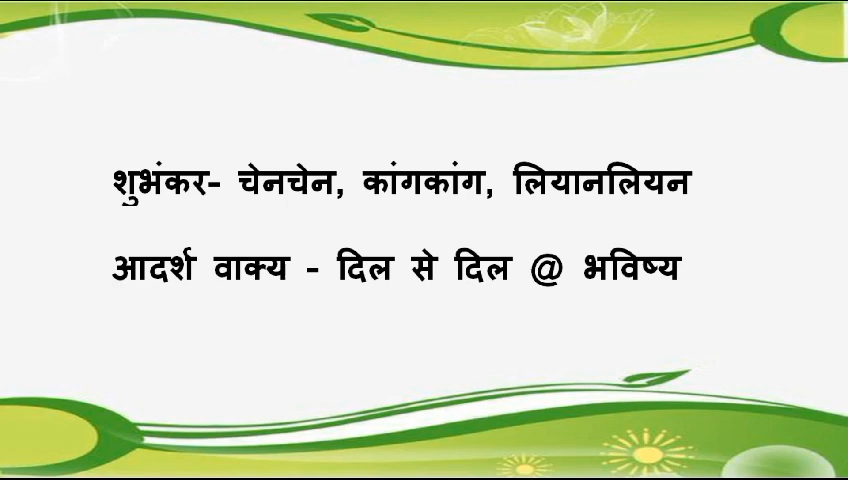 शुभंकर- चेनचेन, कांगकांग, लियानलियन
आदर्श वाक्य - दिल से दिल @ भविष्य